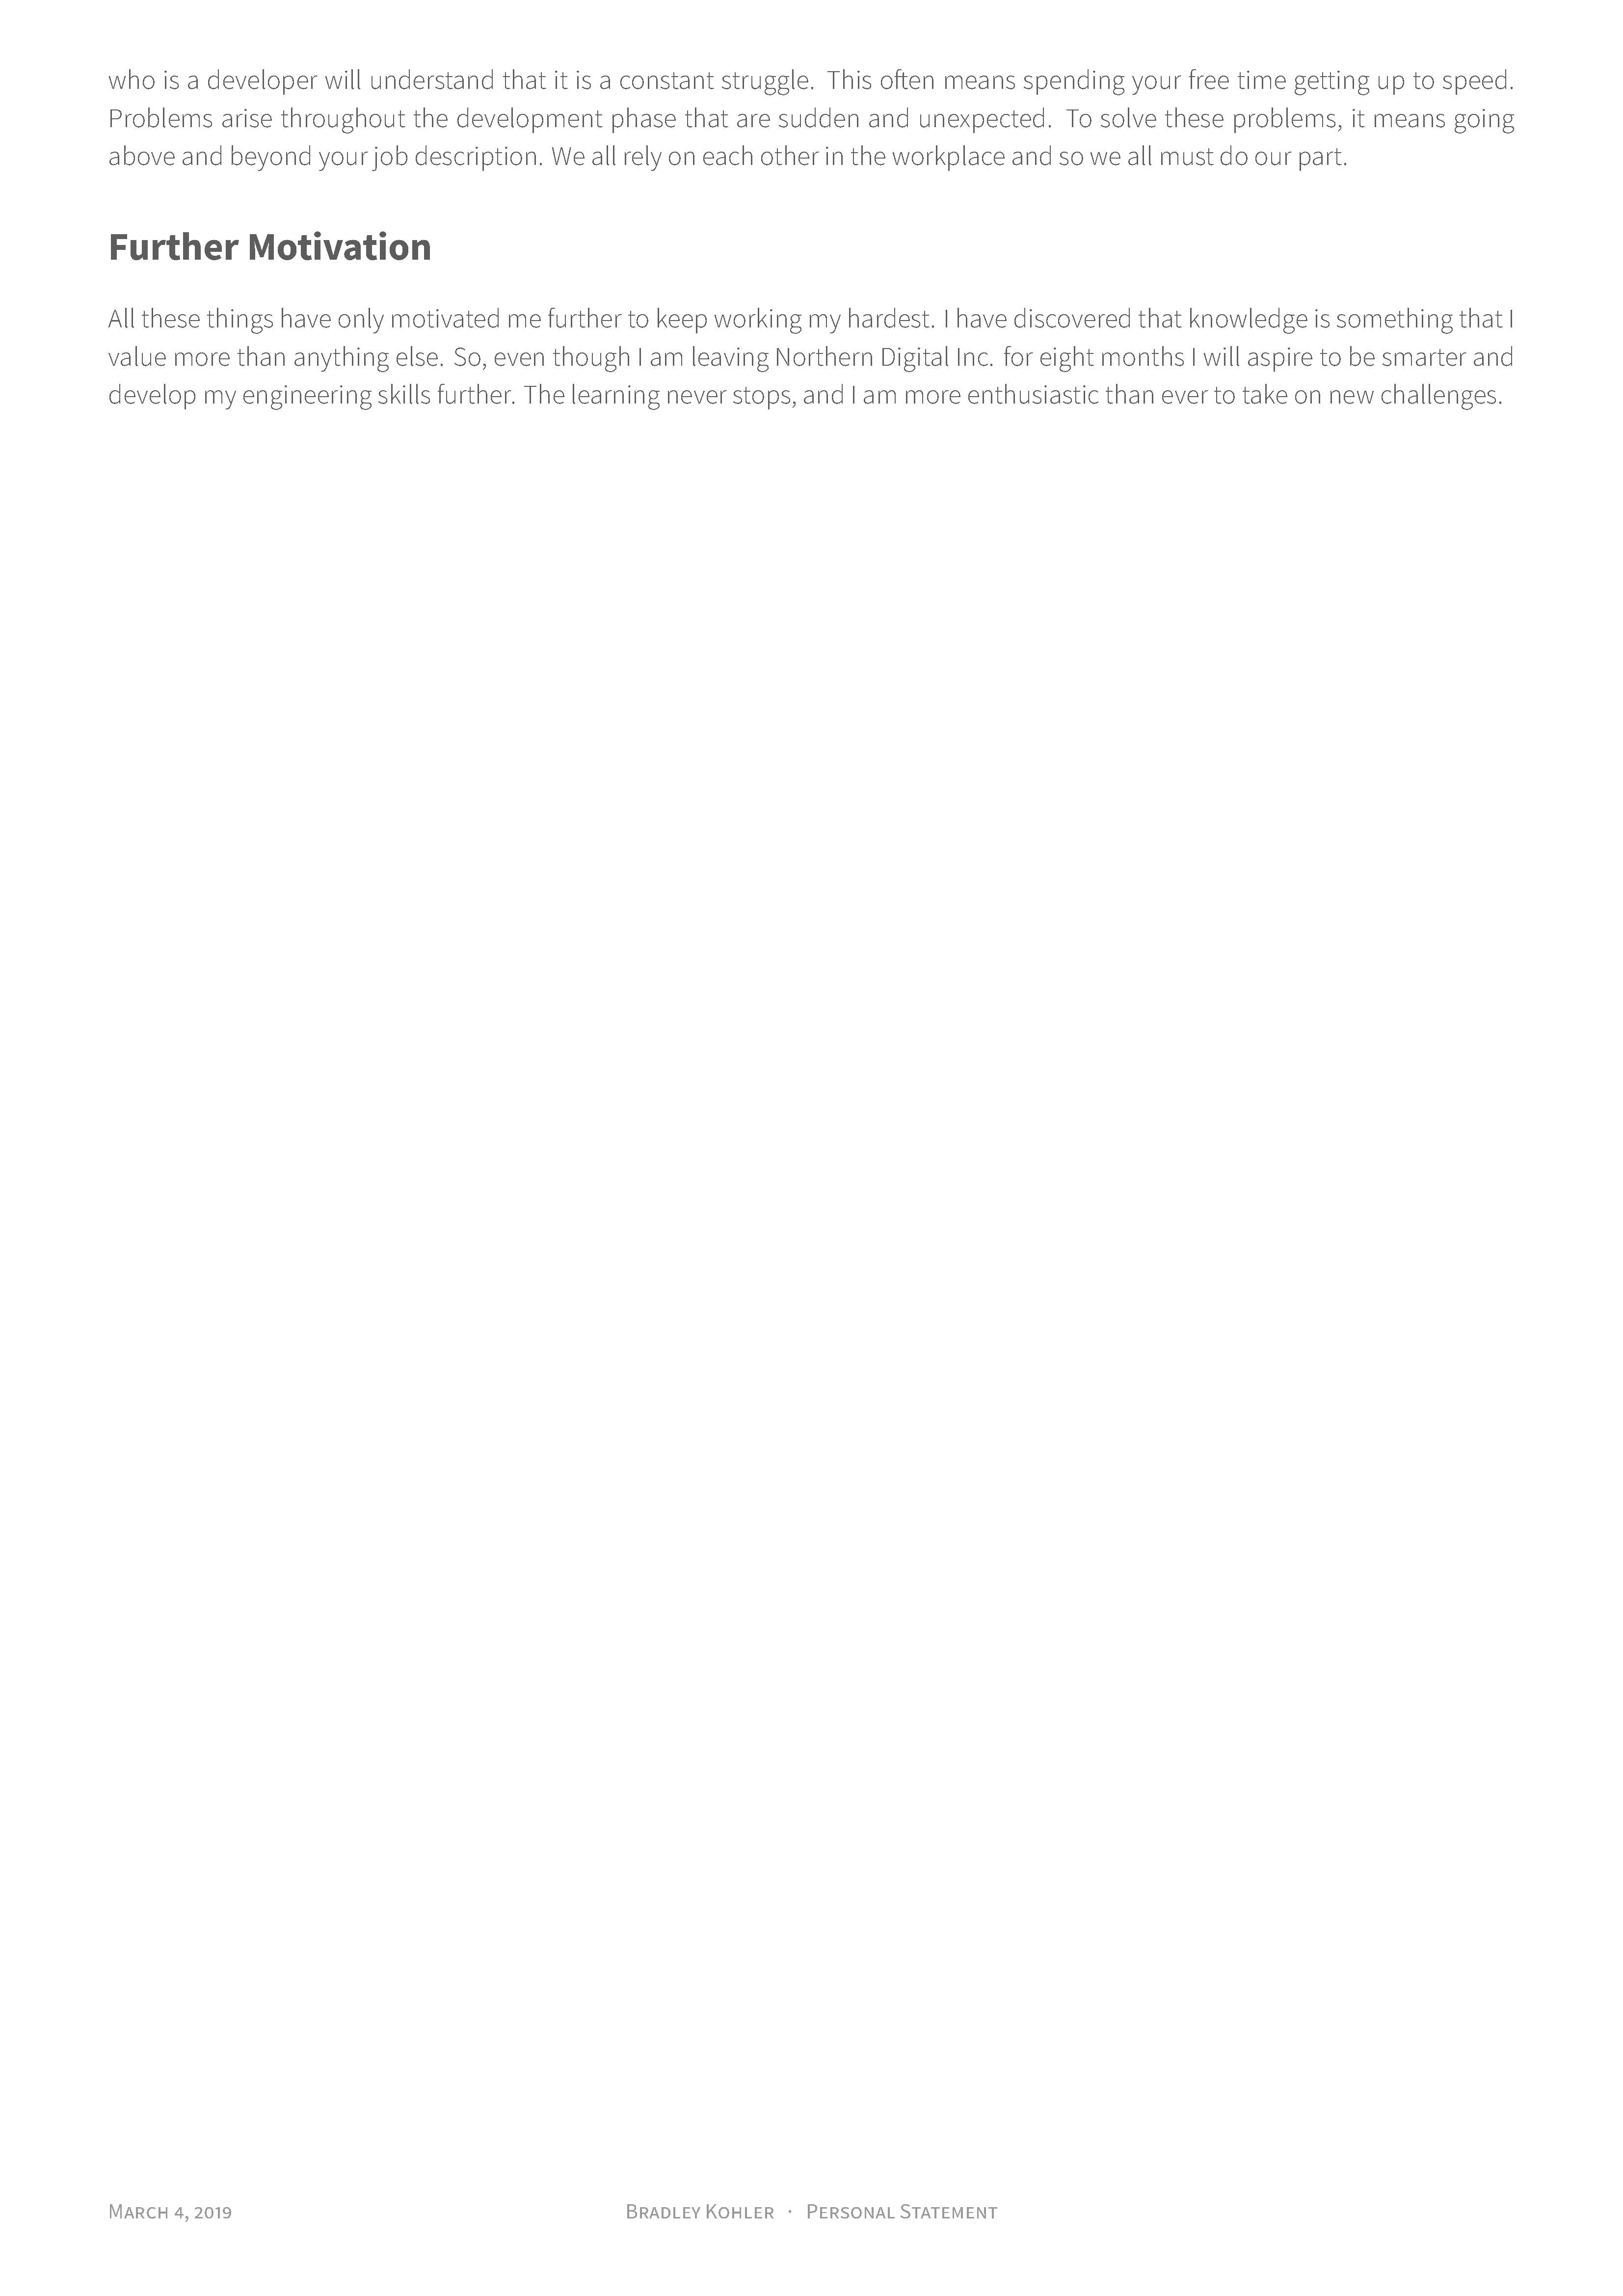 who is a developer will understand that it is a constant struggle. This often means spending your free time getting up to speed.
Problems arise throughout the development phase that are sudden and unexpected. To solve these problems, it means going
above and beyond your job description. We all rely on each other in the workplace and so we all must do our part.
Further Motivation
All these things have only motivated me further to keep working my hardest. I have discovered that knowledge is something that I
value more than anything else. So, even though I am leaving Northern Digital Inc. for eight months I will aspire to be smarter and
develop my engineering skills further. The learning never stops, and I am more enthusiastic than ever to take on new challenges.
March 4, 2019 Bradley Kohler · Personal Statement